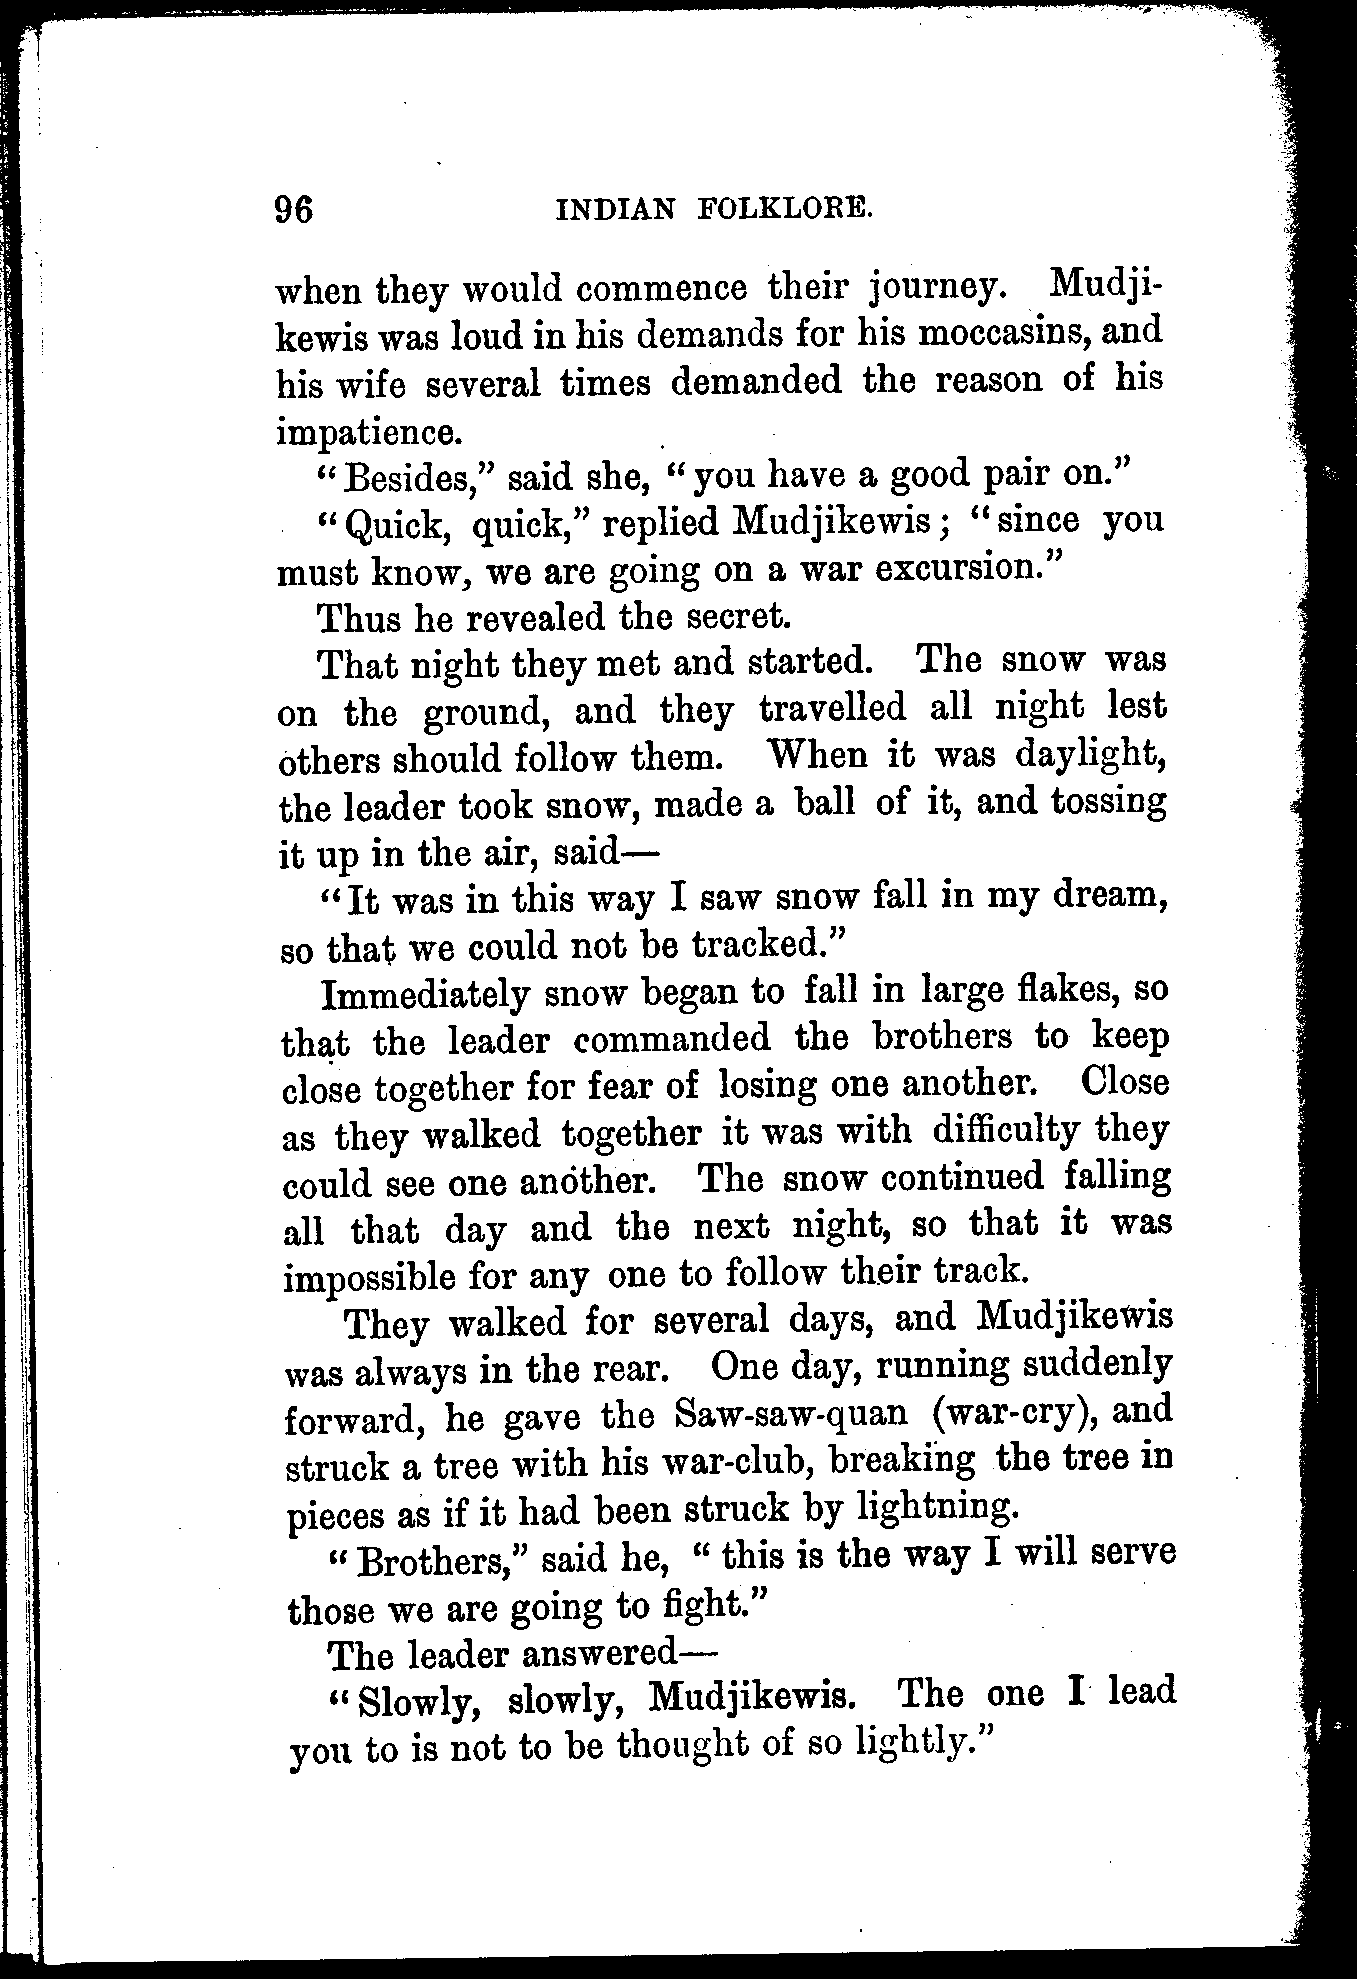 96 INDIAN FOLKLORE.
when they would commence their journey. Mudji-
kewis was loud in his demands for his moccasins, and
his wife several times demanded the reason of his
impatience.
“Besides,” said she, “you have a good pair on.”
“Quick, quick,” replied Mudjikewis; “since you
must know, we are going on a war excursion.”
Thus he revealed the secret.
That night they met and started. The snow was
on the ground, and they travelled all night lest
others should follow them. When it was daylight,
the leader took snow, made a ball of it, and tossing
it up in the air, said—
“It was in this way I saw snow fall in my dream,
so that we could not be tracked.”
Immediately snow began to fall in large flakes, so
that the leader commanded the brothers to keep
close together for fear of losing one another. Close
as they walked together it was with difficulty they
could see one another. The snow continued falling
all that day and the next night, so that it was
impossible for any one to follow their track.
They walked for several days, and Mudjikewis
was always in the rear. One day, running suddenly
forward, he gave the Saw-saw-quan (war-cry), and
struck a tree with his war-club, breaking the tree in
pieces as if it had been struck by lightning.
“Brothers,” said he, “this is the way I will serve
those we are going to fight.”
The leader answered—
“Slowly, slowly, Mudjikewis. The one I lead
you to is not to be thought of so lightly.”